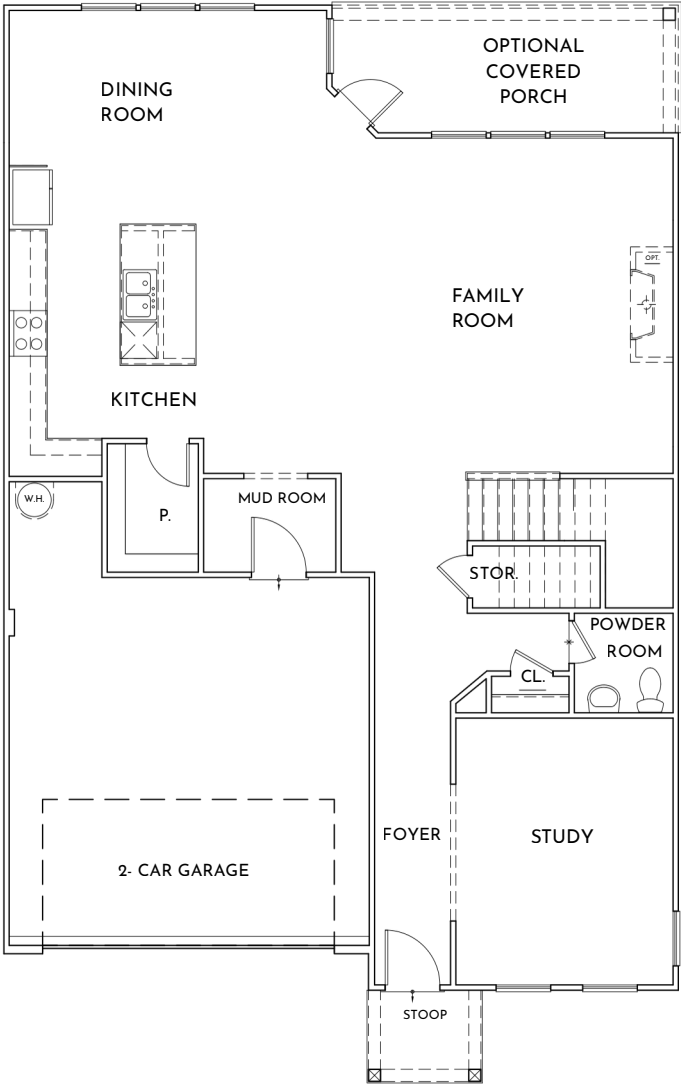 OPTIONAL
COVERED
PORCH
DINING
ROOM
OPT.
FAMILY
ROOM
KITCHEN
W.H.
P.
MUD ROOM
STOR.
POWDER
ROOM
CL.
FOYER
STUDY
2- CAR GARAGE
STOOP